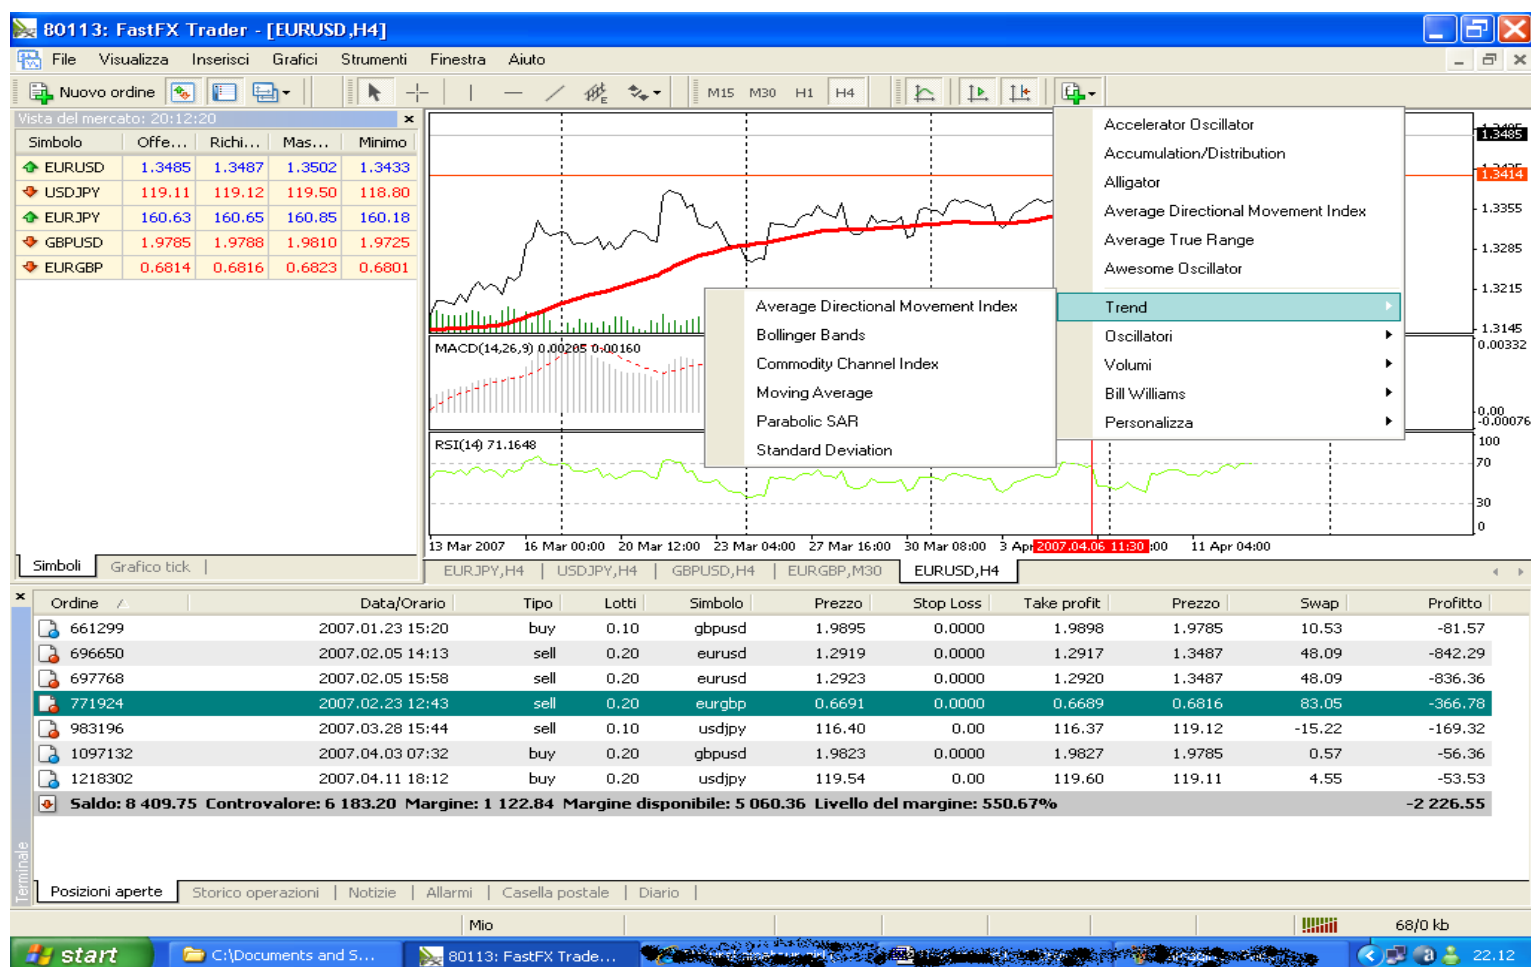 80113: FastFX Trader - [EURUSD,H4]
File Visualizza Inserisci Grafici Strumenti Finestra Aiuto
Nuovo ordine M15 M30 H1 H4
Vista del mercato: 20:12:20
Simbolo Offe... Richi... Mas... Minimo
EURUSD 1.3485 1.3487 1.3502 1.3433
USDJPY 119.11 119.12 119.50 118.80
EURJPY 160.63 160.65 160.85 160.18
GBPUSD 1.9785 1.9788 1.9810 1.9725
EURGBP 0.6814 0.6816 0.6823 0.6801
Simboli Grafico tick
Accelerator Oscillator
Accumulation/Distribution
Alligator
Average Directional Movement Index
Average True Range
Awesome Oscillator
Trend
Oscillatori
Volumi
Bill Williams
Personalizza
Average Directional Movement Index
Bollinger Bands
Commodity Channel Index
Moving Average
Parabolic SAR
Standard Deviation
1.3485
1.3414
1.3355
1.3285
1.3215
1.3145
MACD(14,26,9) 0.00205 0.00160
0.00332
0.00
-0.00076
RSI(14) 71.1648
100
70
30
0
13 Mar 2007 16 Mar 00:00 20 Mar 12:00 23 Mar 04:00 27 Mar 16:00 30 Mar 08:00 3 Apr 2007.04.06 11:30 :00 11 Apr 04:00
EURJPY,H4 USDJPY,H4 GBPUSD,H4 EURGBP,M30 EURUSD,H4
Ordine Data/Orario Tipo Lotti Simbolo Prezzo Stop Loss Take profit Prezzo Swap Profitto
661299 2007.01.23 15:20 buy 0.10 gbpusd 1.9895 0.0000 1.9898 1.9785 10.53 -81.57
696650 2007.02.05 14:13 sell 0.20 eurusd 1.2919 0.0000 1.2917 1.3487 48.09 -842.29
697768 2007.02.05 15:58 sell 0.20 eurusd 1.2923 0.0000 1.2920 1.3487 48.09 -836.36
771924 2007.02.23 12:43 sell 0.20 eurgbp 0.6691 0.0000 0.6689 0.6816 83.05 -366.78
983196 2007.03.28 15:44 sell 0.10 usdjpy 116.40 0.00 116.37 119.12 -15.22 -169.32
1097132 2007.04.03 07:32 buy 0.20 gbpusd 1.9823 0.0000 1.9827 1.9785 0.57 -56.36
1218302 2007.04.11 18:12 buy 0.20 usdjpy 119.54 0.00 119.60 119.11 4.55 -53.53
Saldo: 8 409.75 Controvalore: 6 183.20 Margine: 1 122.84 Margine disponibile: 5 060.36 Livello del margine: 550.67% -2 226.55
Terminale
Posizioni aperte Storico operazioni Notizie Allarmi Casella postale Diario
Mio 68/0 kb
start C:\Documents and S... 80113: FastFX Trade... 22.12